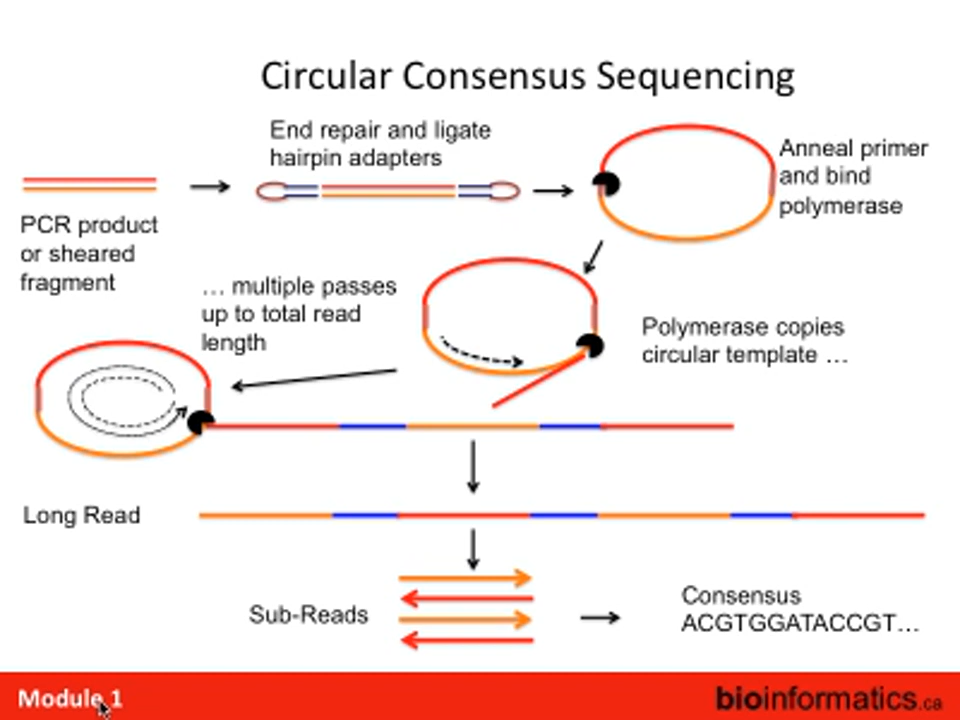 Circular Consensus Sequencing
End repair and ligate
hairpin adapters
Anneal primer
and bind
polymerase
PCR product
or sheared
fragment
… multiple passes
up to total read
length
Polymerase copies
circular template …
Long Read
Sub-Reads
Consensus
ACGTGGATACCGT…
Module 1
bioinformatics.ca